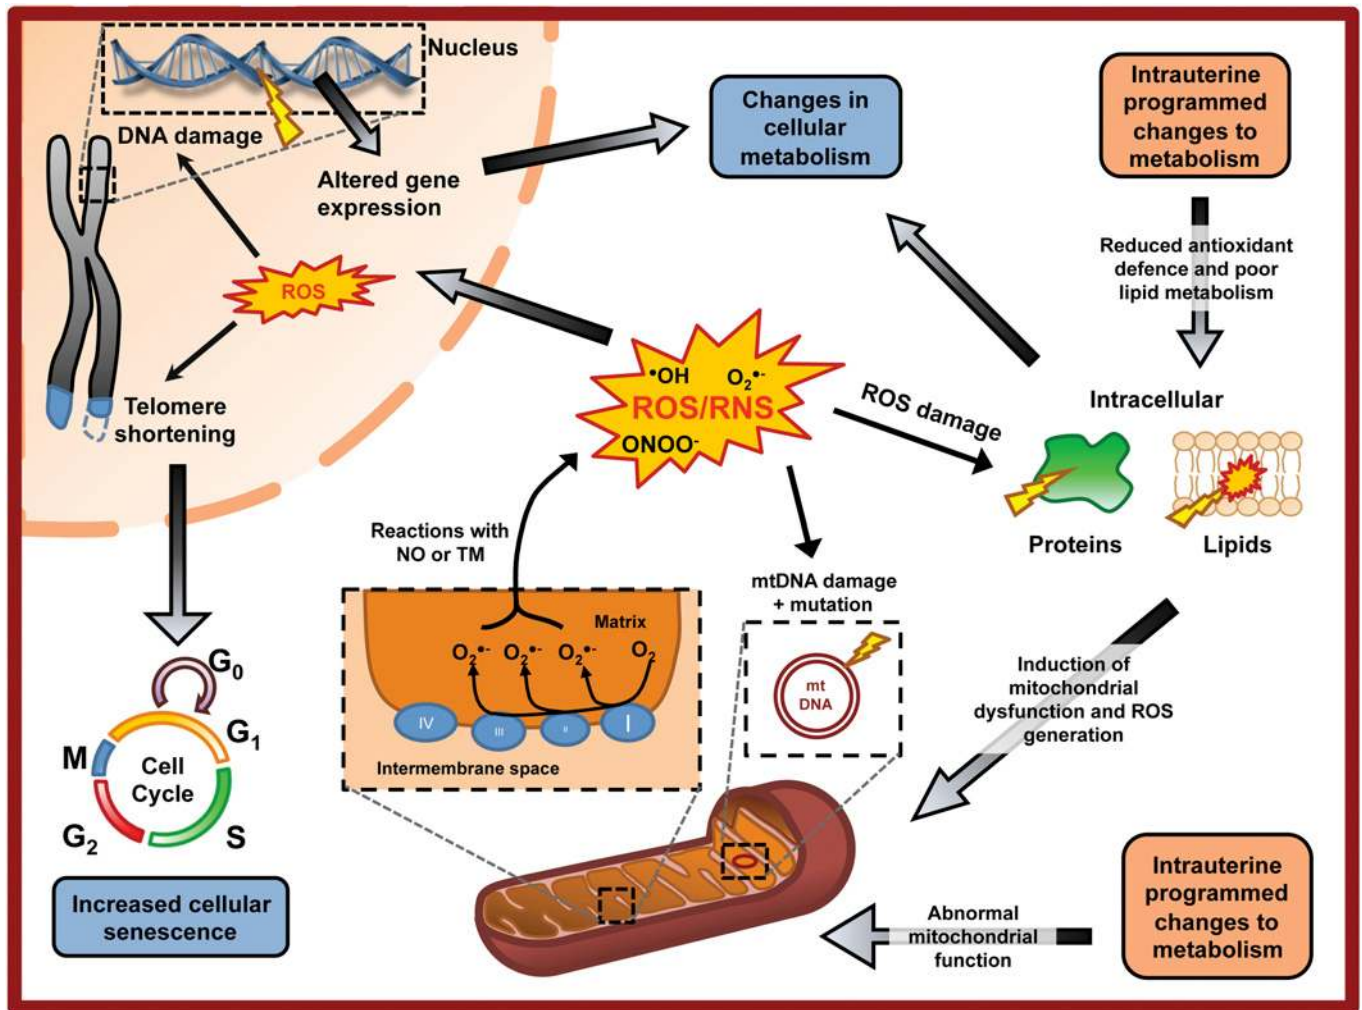 Nucleus
DNA damage
Altered gene
expression
ROS
Telomere
shortening
Changes in
cellular
metabolism
Intrauterine
programmed
changes to
metabolism
Reduced antioxidant
defence and poor
lipid metabolism
•OH O₂•-
ROS/RNS
ONOO⁻
ROS damage
Intracellular
Proteins
Lipids
Reactions with
NO or TM
mtDNA damage
+ mutation
Matrix
O₂•- O₂•- O₂•- O₂
IV III II I
Intermembrane space
mt
DNA
Induction of
mitochondrial
dysfunction and ROS
generation
G₀
G₁
M
Cell
Cycle
G₂
S
Increased cellular
senescence
Abnormal
mitochondrial
function
Intrauterine
programmed
changes to
metabolism